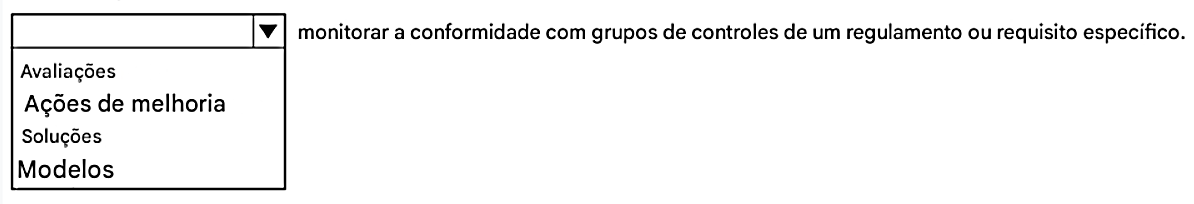 monitorar a conformidade com grupos de controles de um regulamento ou requisito específico.
Avaliações
Ações de melhoria
Soluções
Modelos